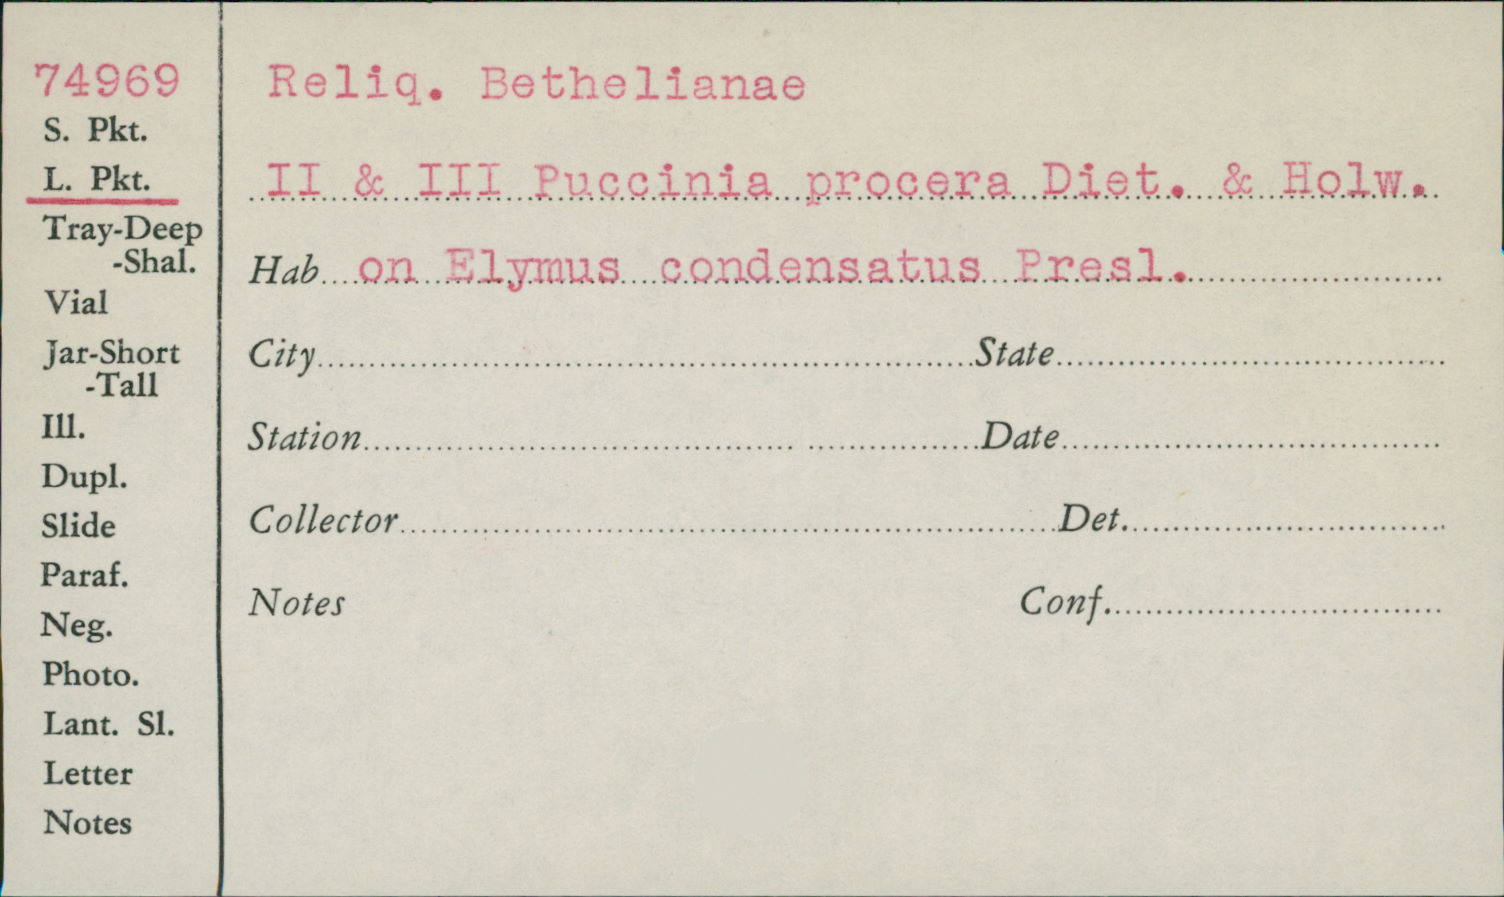 74969
S. Pkt.
L. Pkt.
Tray-Deep
-Shal.
Vial
Jar-Short
-Tall
Ill.
Dupl.
Slide
Paraf.
Neg.
Photo.
Lant. Sl.
Letter
Notes
Reliq. Bethelianae
II & III Puccinia procera Diet. & Holw.
Hab on Elymus condensatus Presl.
City State
Station Date
Collector Det.
Notes Conf.